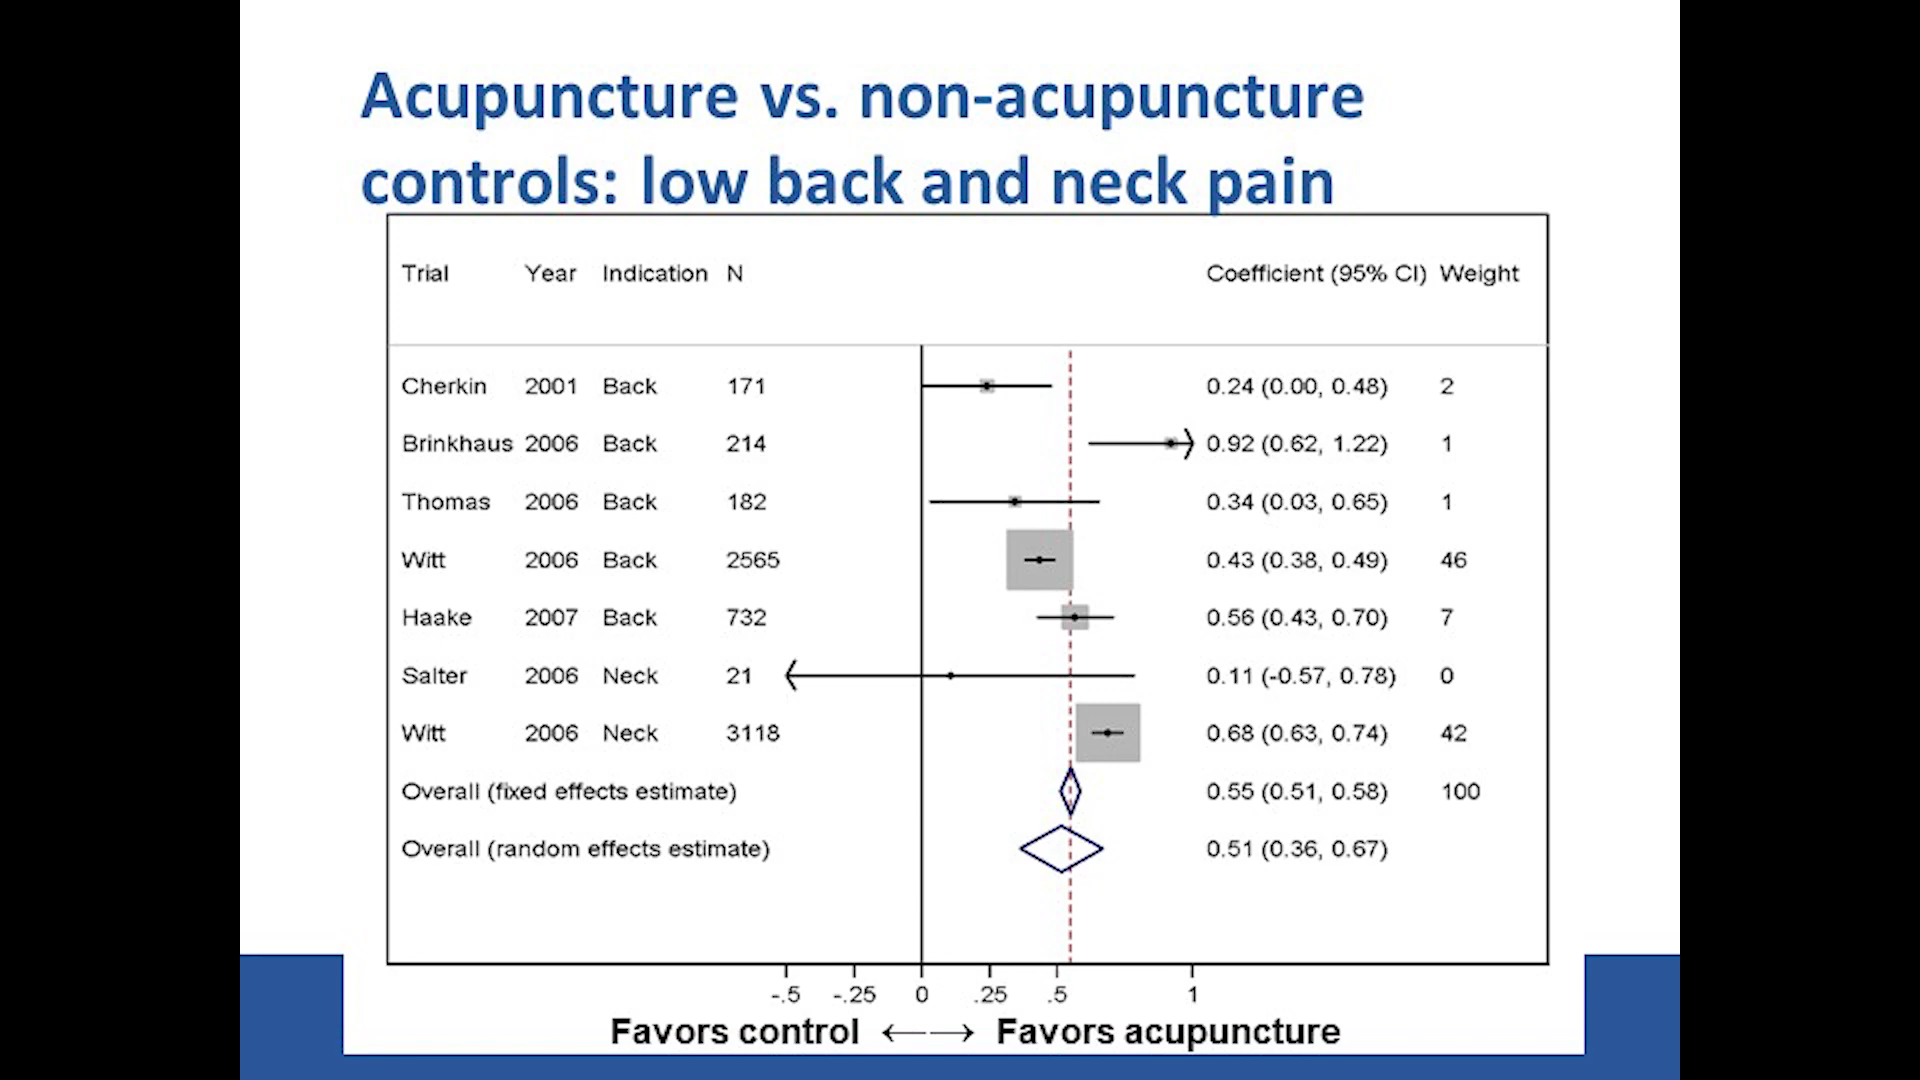 Acupuncture vs. non-acupuncture
controls: low back and neck pain
Trial Year Indication N Coefficient (95% CI) Weight
Cherkin 2001 Back 171 0.24 (0.00, 0.48) 2
Brinkhaus 2006 Back 214 0.92 (0.62, 1.22) 1
Thomas 2006 Back 182 0.34 (0.03, 0.65) 1
Witt 2006 Back 2565 0.43 (0.38, 0.49) 46
Haake 2007 Back 732 0.56 (0.43, 0.70) 7
Salter 2006 Neck 21 0.11 (-0.57, 0.78) 0
Witt 2006 Neck 3118 0.68 (0.63, 0.74) 42
Overall (fixed effects estimate) 0.55 (0.51, 0.58) 100
Overall (random effects estimate) 0.51 (0.36, 0.67)
-.5 -.25 0 .25 .5 1
Favors control ←→ Favors acupuncture